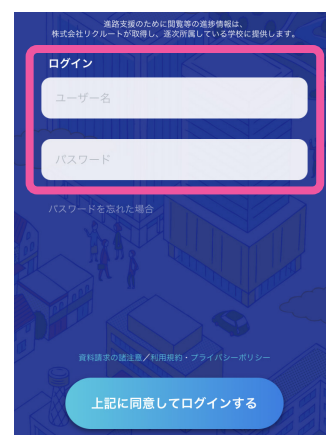 進路支援のために閲覧等の進捗情報は、
株式会社リクルートが取得し、逐次所属している学校に提供します。
ログイン
ユーザー名
パスワード
パスワードを忘れた場合
資料請求の諸注意／利用規約・プライバシーポリシー
上記に同意してログインする